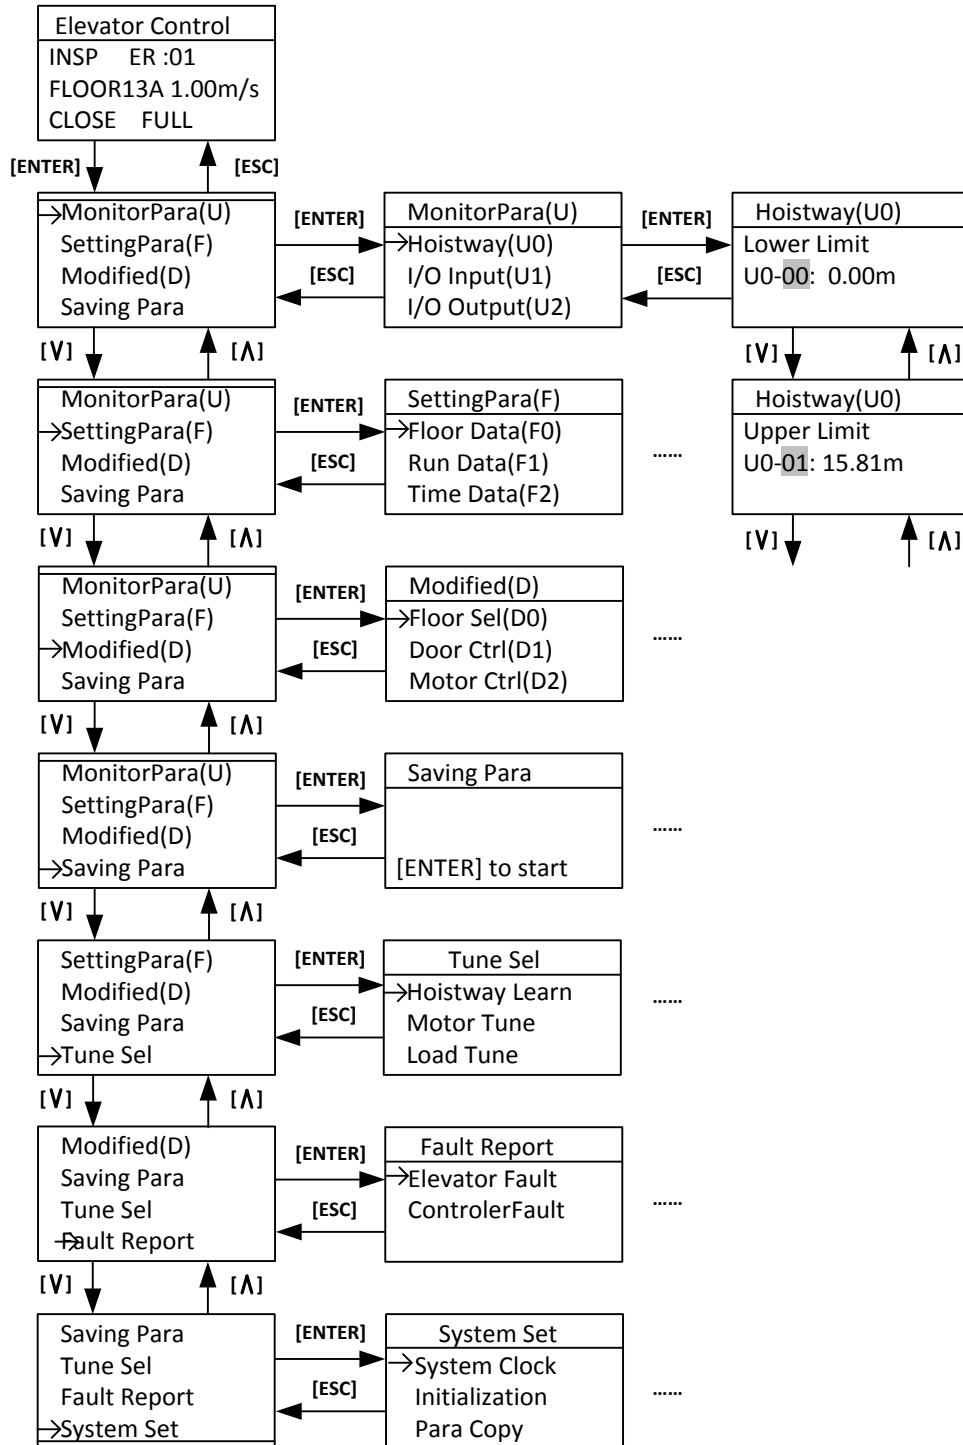 Elevator Control
INSP ER :01
FLOOR13A 1.00m/s
CLOSE FULL
[ENTER] [ESC]
MonitorPara(U)
SettingPara(F)
Modified(D)
Saving Para
[ENTER]
[ESC]
MonitorPara(U)
Hoistway(U0)
I/O Input(U1)
I/O Output(U2)
[ENTER]
[ESC]
Hoistway(U0)
Lower Limit
U0-00: 0.00m
[V] [Λ]
[V] [Λ]
MonitorPara(U)
SettingPara(F)
Modified(D)
Saving Para
[ENTER]
[ESC]
SettingPara(F)
Floor Data(F0)
Run Data(F1)
Time Data(F2)
......
Hoistway(U0)
Upper Limit
U0-01: 15.81m
[V] [Λ]
[V] [Λ]
MonitorPara(U)
SettingPara(F)
Modified(D)
Saving Para
[ENTER]
[ESC]
Modified(D)
Floor Sel(D0)
Door Ctrl(D1)
Motor Ctrl(D2)
......
[V] [Λ]
MonitorPara(U)
SettingPara(F)
Modified(D)
Saving Para
[ENTER]
[ESC]
Saving Para
[ENTER] to start
......
[V] [Λ]
SettingPara(F)
Modified(D)
Saving Para
Tune Sel
[ENTER]
[ESC]
Tune Sel
Hoistway Learn
Motor Tune
Load Tune
......
[V] [Λ]
Modified(D)
Saving Para
Tune Sel
Fault Report
[ENTER]
[ESC]
Fault Report
Elevator Fault
ControlerFault
......
[V] [Λ]
Saving Para
Tune Sel
Fault Report
System Set
[ENTER]
[ESC]
System Set
System Clock
Initialization
Para Copy
......